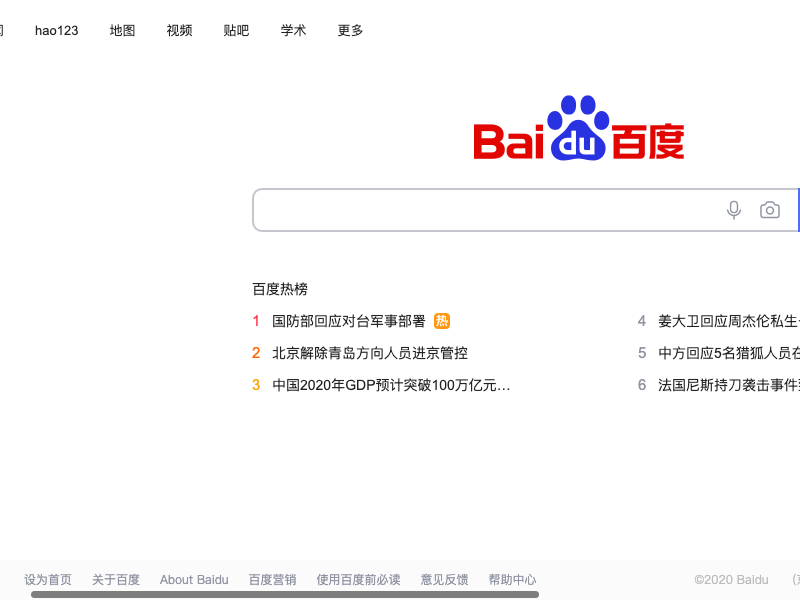 hao123 地图 视频 贴吧 学术 更多
Bai du 百度
百度热榜
1 国防部回应对台军事部署 热
4 姜大卫回应周杰伦私生
2 北京解除青岛方向人员进京管控
5 中方回应5名猎狐人员在
3 中国2020年GDP预计突破100万亿元…
6 法国尼斯持刀袭击事件
设为首页 关于百度 About Baidu 百度营销 使用百度前必读 意见反馈 帮助中心 ©2020 Baidu